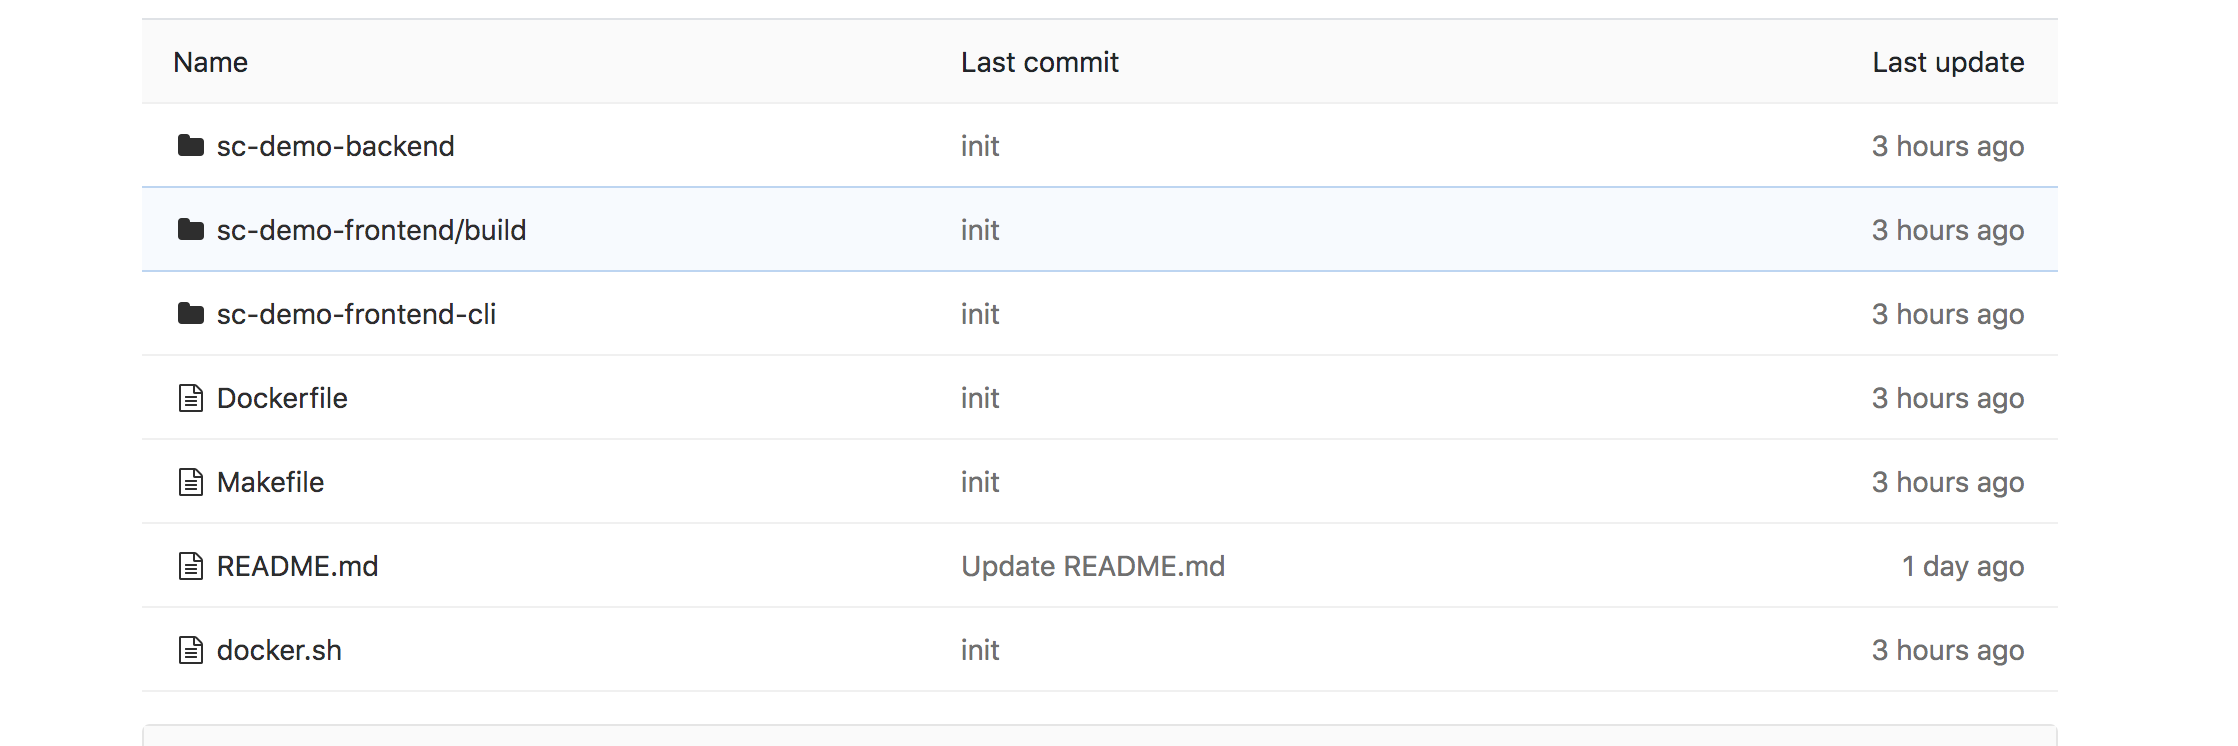 Name Last commit Last update
sc-demo-backend init 3 hours ago
sc-demo-frontend/build init 3 hours ago
sc-demo-frontend-cli init 3 hours ago
Dockerfile init 3 hours ago
Makefile init 3 hours ago
README.md Update README.md 1 day ago
docker.sh init 3 hours ago